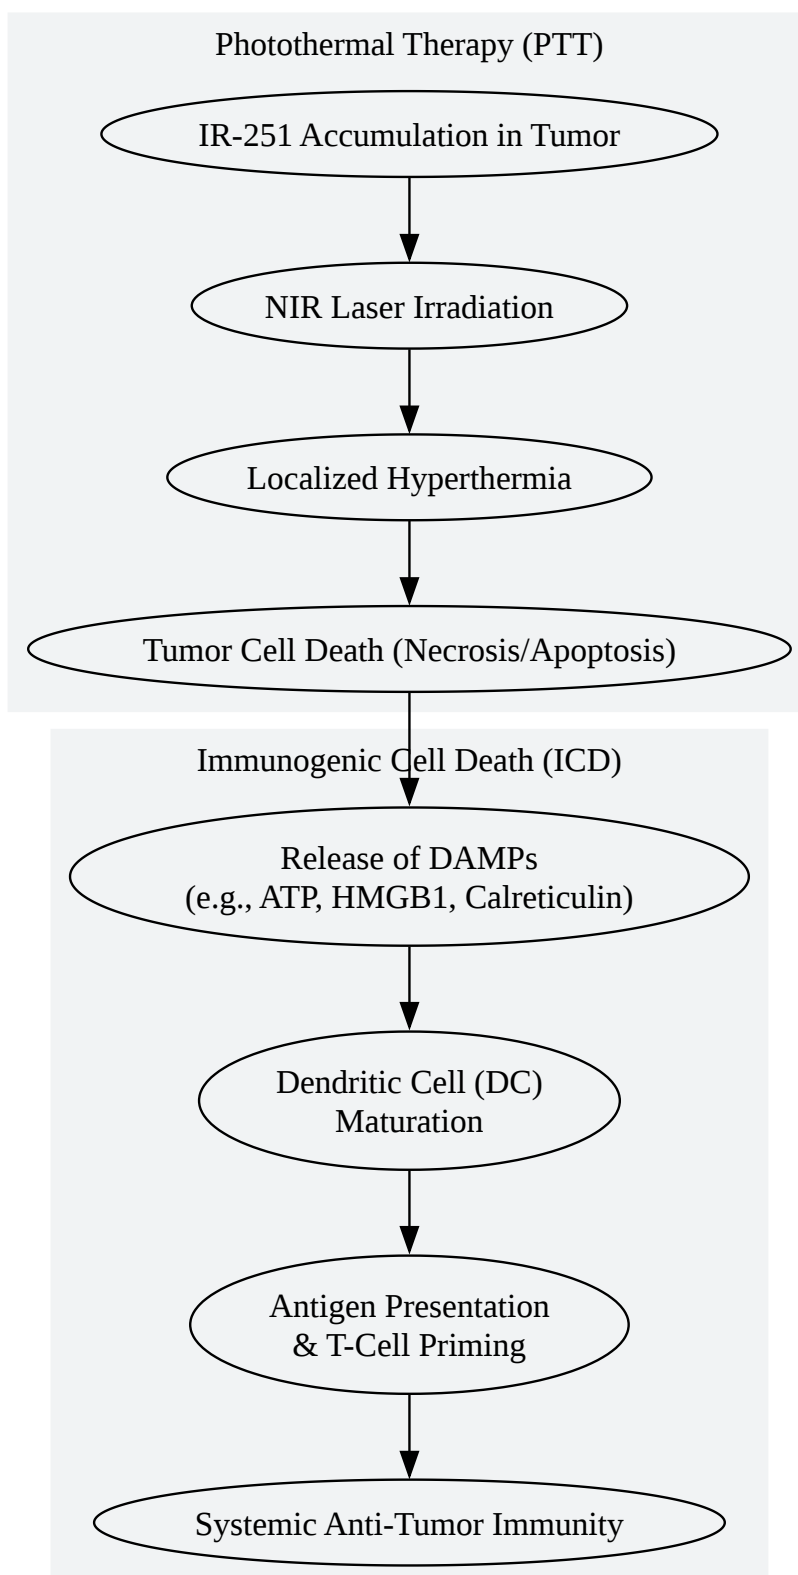 Photothermal Therapy (PTT)
IR-251 Accumulation in Tumor
NIR Laser Irradiation
Localized Hyperthermia
Tumor Cell Death (Necrosis/Apoptosis)
Immunogenic Cell Death (ICD)
Release of DAMPs
(e.g., ATP, HMGB1, Calreticulin)
Dendritic Cell (DC)
Maturation
Antigen Presentation
& T-Cell Priming
Systemic Anti-Tumor Immunity